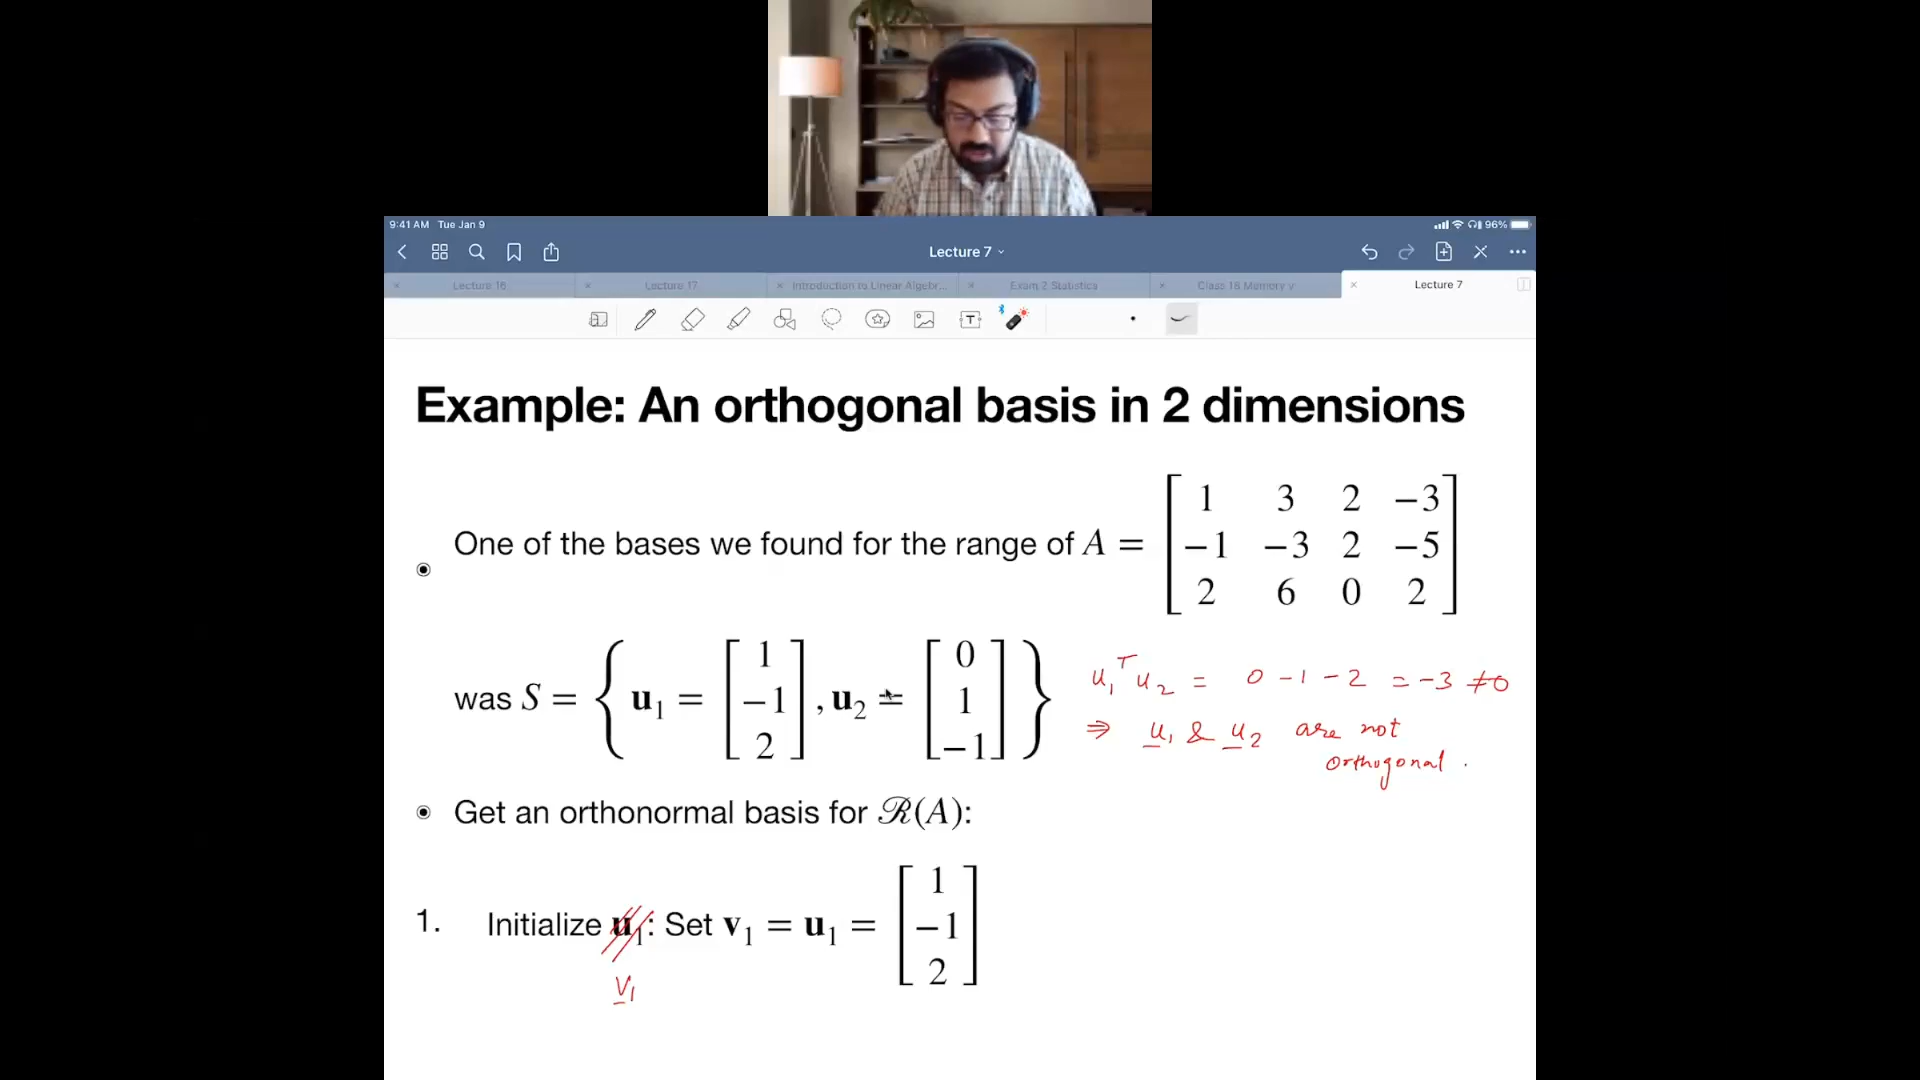 9:41 AM Tue Jan 9
96%
Lecture 7
Lecture 16
Lecture 17
Introduction to Linear Algebr...
Exam 2 Statistics
Class 18 Memory v
Lecture 7
Example: An orthogonal basis in 2 dimensions
One of the bases we found for the range of A = [1 3 2 −3; −1 −3 2 −5; 2 6 0 2]
was S = { u₁ = [1; −1; 2], u₂ = [0; 1; −1] }
u₁ᵀu₂ = 0 −1 −2 = −3 ≠0
⇒ u₁ & u₂ are not
orthogonal.
Get an orthonormal basis for ℛ(A):
1. Initialize u₁: Set v₁ = u₁ = [1; −1; 2]
v₁